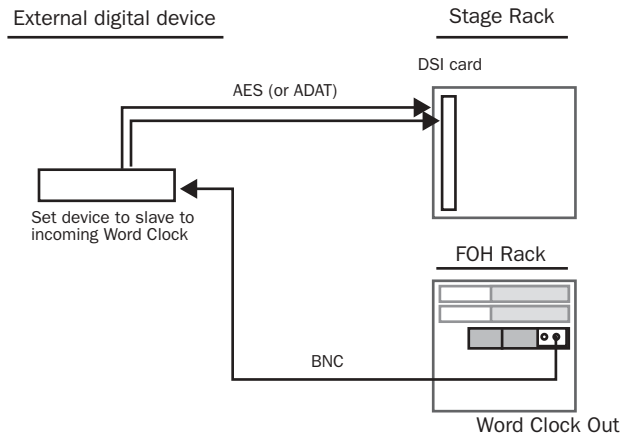 External digital device
Stage Rack
DSI card
AES (or ADAT)
Set device to slave to
incoming Word Clock
FOH Rack
BNC
Word Clock Out